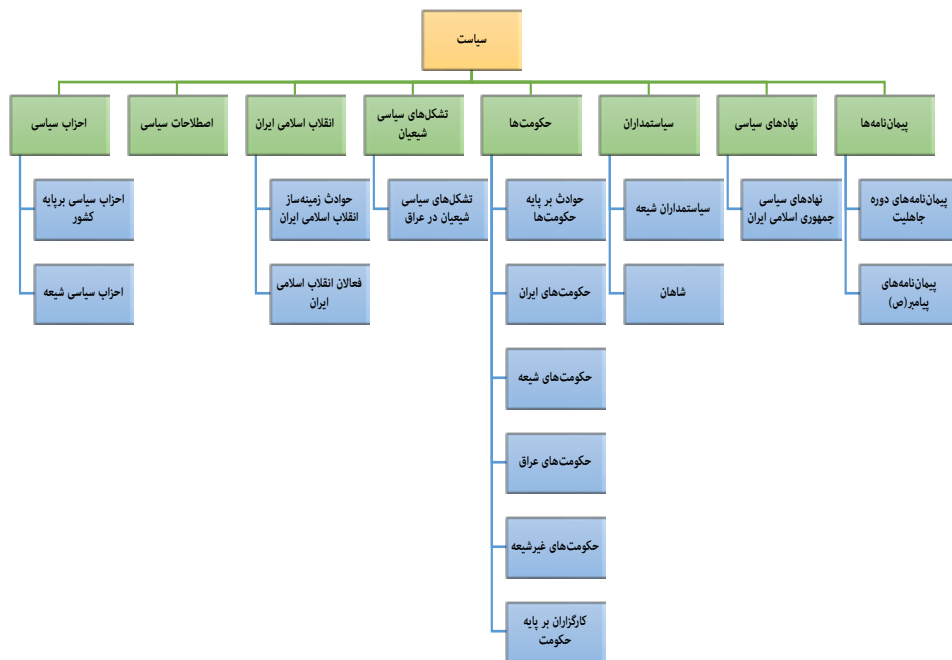 سیاست
پیمان‌نامه‌ها
نهادهای سیاسی
سیاستمداران
حکومت‌ها
تشکل‌های سیاسی
شیعیان
انقلاب اسلامی ایران
اصطلاحات سیاسی
احزاب سیاسی
پیمان‌نامه‌های دوره
جاهلیت
پیمان‌نامه‌های
پیامبر(ص)
نهادهای سیاسی
جمهوری اسلامی ایران
سیاستمداران شیعه
شاهان
حوادث بر پایه
حکومت‌ها
حکومت‌های ایران
حکومت‌های شیعه
حکومت‌های عراق
حکومت‌های غیرشیعه
کارگزاران بر پایه
حکومت
تشکل‌های سیاسی
شیعیان در عراق
حوادث زمینه‌ساز
انقلاب اسلامی ایران
فعالان انقلاب اسلامی
ایران
احزاب سیاسی برپایه
کشور
احزاب سیاسی شیعه